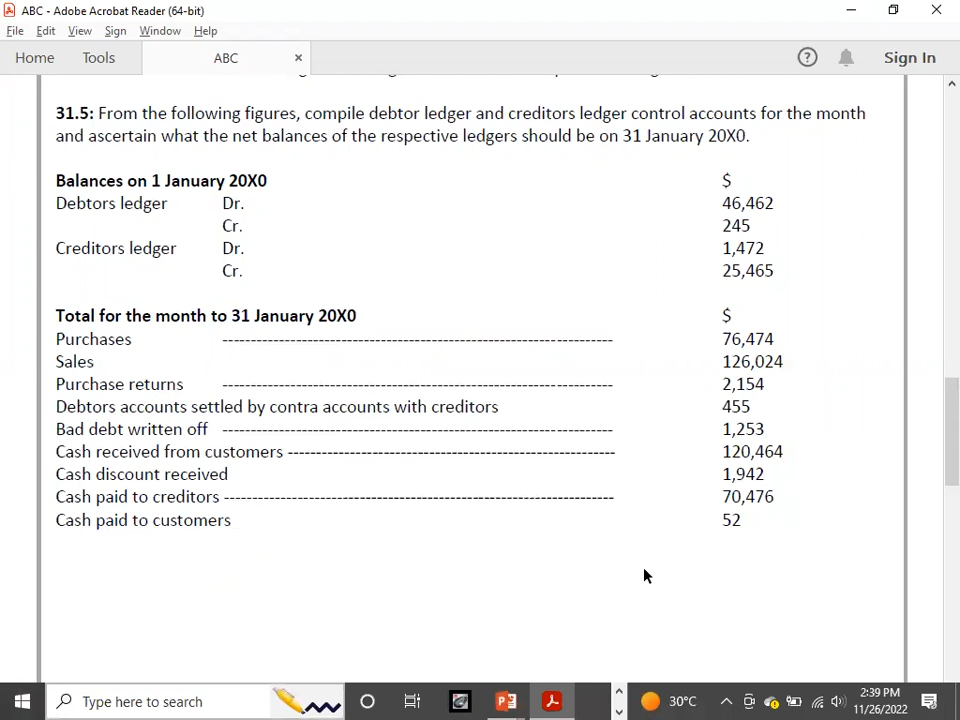 ABC - Adobe Acrobat Reader (64-bit)
File Edit View Sign Window Help
Home Tools ABC × ? Sign In
31.5: From the following figures, compile debtor ledger and creditors ledger control accounts for the month
and ascertain what the net balances of the respective ledgers should be on 31 January 20X0.
Balances on 1 January 20X0 $
Debtors ledger Dr. 46,462
Cr. 245
Creditors ledger Dr. 1,472
Cr. 25,465
Total for the month to 31 January 20X0 $
Purchases ---------------------------------------------------------------------- 76,474
Sales 126,024
Purchase returns ---------------------------------------------------------------------- 2,154
Debtors accounts settled by contra accounts with creditors 455
Bad debt written off ---------------------------------------------------------------------- 1,253
Cash received from customers ---------------------------------------------------------- 120,464
Cash discount received 1,942
Cash paid to creditors ---------------------------------------------------------------------- 70,476
Cash paid to customers 52
Type here to search
30°C
2:39 PM
11/26/2022